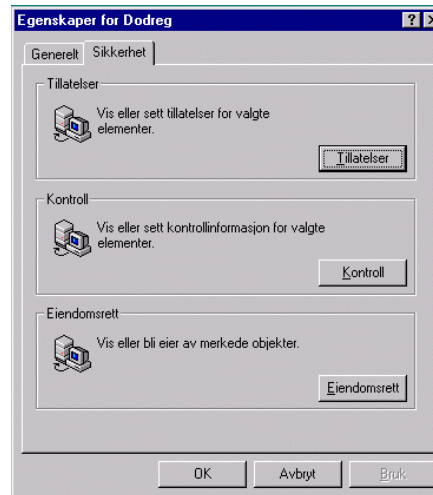 Egenskaper for Dodreg
Generelt
Sikkerhet
Tillatelser
Vis eller sett tillatelser for valgte
elementer.
Tillatelser
Kontroll
Vis eller sett kontrollinformasjon for valgte
elementer.
Kontroll
Eiendomsrett
Vis eller bli eier av merkede objekter.
Eiendomsrett
OK
Avbryt
Bruk